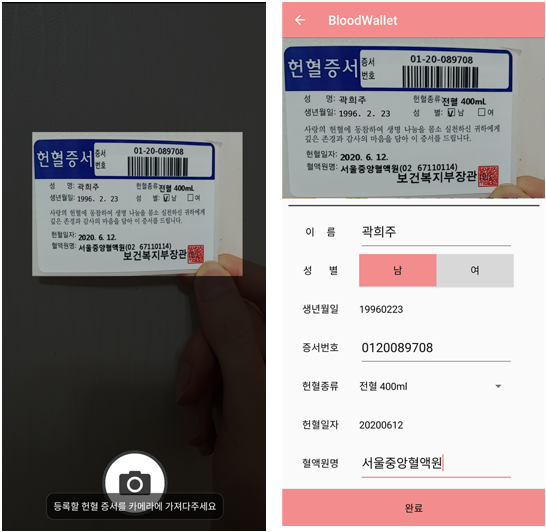 헌혈증서
증서
번호
01-20-089708
성 명: 곽희주
헌혈종류: 전혈 400mL
생년월일: 1996. 2. 23
성 별: ☑남 ☐여
사랑의 헌혈에 동참하여 생명 나눔을 몸소 실천하신 귀하에게
깊은 존경과 감사의 마음을 담아 이 증서를 드립니다.
헌혈일자: 2020. 6. 12.
혈액원명: 서울중앙혈액원(02 67110114)
보건복지부장관
등록할 헌혈 증서를 카메라에 가져다주세요
BloodWallet
헌혈증서
증서
번호
01-20-089708
성 명: 곽희주
헌혈종류: 전혈 400mL
생년월일: 1996. 2. 23
성 별: ☑남 ☐여
사랑의 헌혈에 동참하여 생명 나눔을 몸소 실천하신 귀하에게
깊은 존경과 감사의 마음을 담아 이 증서를 드립니다.
헌혈일자: 2020. 6. 12.
혈액원명: 서울중앙혈액원(02 67110114)
보건복지부장관
이 름 곽희주
성 별 남 여
생년월일 19960223
증서번호 0120089708
헌혈종류 전혈 400ml
헌혈일자 20200612
혈액원명 서울중앙혈액원
완료